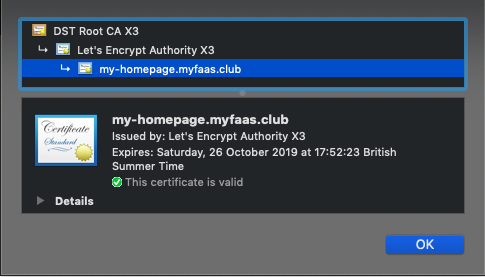 DST Root CA X3
Let's Encrypt Authority X3
my-homepage.myfaas.club
Certificate
Standard
my-homepage.myfaas.club
Issued by: Let's Encrypt Authority X3
Expires: Saturday, 26 October 2019 at 17:52:23 British
Summer Time
This certificate is valid
Details
OK